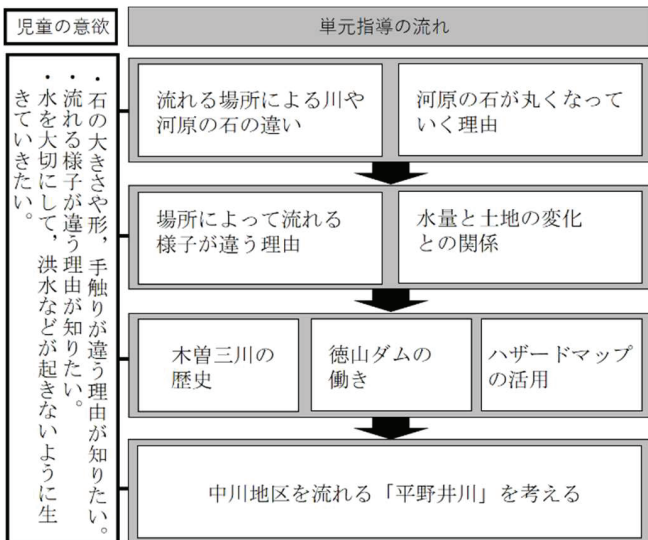 児童の意欲
単元指導の流れ
・石の大きさや形，手触りが違う理由が知りたい。
・流れる様子が違う理由が知りたい。
・水を大切にして，洪水などが起きないように生
きていきたい。
流れる場所による川や
河原の石の違い
河原の石が丸くなって
いく理由
場所によって流れる
様子が違う理由
水量と土地の変化
との関係
木曽三川の
歴史
徳山ダムの
働き
ハザードマップ
の活用
中川地区を流れる「平野井川」を考える